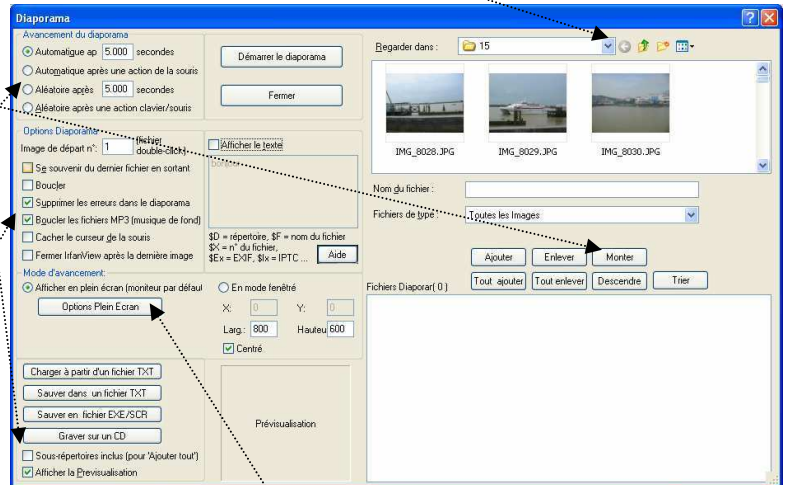 Diaporama
Avancement du diaporama
Automatigue ap 5.000 secondes
Automatique après une action de la souris
Aléatoire après 5.000 secondes
Aléatoire après une action clavier/souris
Démarrer le diaporama
Fermer
Options Diaporama
Image de départ n°: 1 (fichier double-click)
Se souvenir du dernier fichier en sortant
Boucler
Supprimer les erreurs dans le diaporama
Boucler les fichiers MP3 (musique de fond)
Cacher le curseur de la souris
Fermer IrfanView après la dernière image
Afficher le texte
$D = répertoire, $F = nom du fichier
$X = n° du fichier,
$Ex = EXIF, $Ix = IPTC ...
Aide
Mode d'avancement:
Afficher en plein écran (moniteur par défaut
Options Plein Ecran
En mode fenêtré
X: 0 Y: 0
Larg.: 800 Hauteu 600
Centré
Charger à partir d'un fichier TXT
Sauver dans un fichier TXT
Sauver en fichier EXE/SCR
Graver sur un CD
Sous-répertoires inclus (pour 'Ajouter tout')
Afficher la Previsualisation
Prévisualisation
Regarder dans : 15
IMG_8028.JPG IMG_8029.JPG IMG_8030.JPG
Nom du fichier :
Fichiers de type : Toutes les Images
Ajouter Enlever Monter
Tout ajouter Tout enlever Descendre Trier
Fichiers Diaporar( 0 )